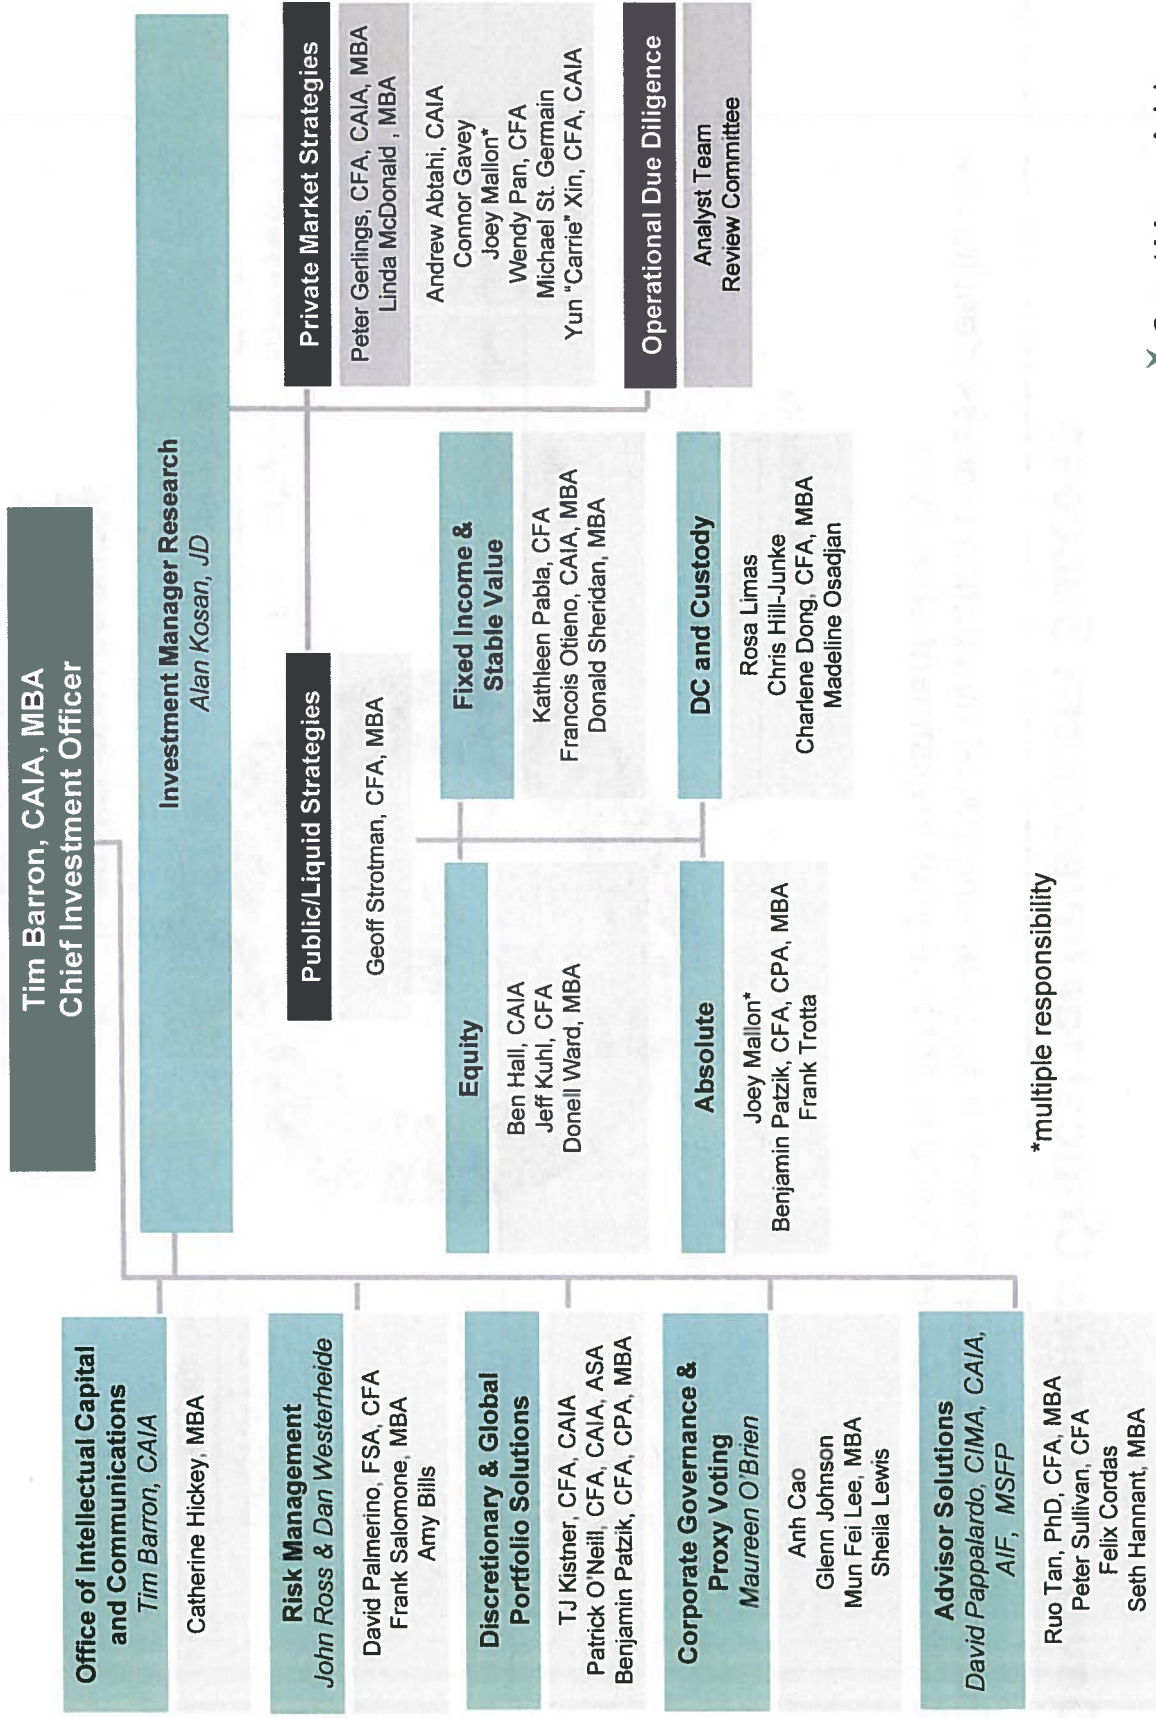 Tim Barron, CAIA, MBA
Chief Investment Officer
Office of Intellectual Capital
and Communications
Tim Barron, CAIA
Catherine Hickey, MBA
Risk Management
John Ross & Dan Westerheide
David Palmerino, FSA, CFA
Frank Salomone, MBA
Amy Bills
Discretionary & Global
Portfolio Solutions
TJ Kistner, CFA, CAIA
Patrick O'Neill, CFA, CAIA, ASA
Benjamin Patzik, CFA, CPA, MBA
Corporate Governance &
Proxy Voting
Maureen O'Brien
Anh Cao
Glenn Johnson
Mun Fei Lee, MBA
Sheila Lewis
Advisor Solutions
David Pappalardo, CIMA, CAIA,
AIF, MSFP
Ruo Tan, PhD, CFA, MBA
Peter Sullivan, CFA
Felix Cordas
Seth Hannant, MBA
Investment Manager Research
Alan Kosan, JD
Public/Liquid Strategies
Geoff Strotman, CFA, MBA
Equity
Ben Hall, CAIA
Jeff Kuhl, CFA
Donell Ward, MBA
Fixed Income &
Stable Value
Kathleen Pabla, CFA
Francois Otieno, CAIA, MBA
Donald Sheridan, MBA
Absolute
Joey Mallon*
Benjamin Patzik, CFA, CPA, MBA
Frank Trotta
DC and Custody
Rosa Limas
Chris Hill-Junke
Charlene Dong, CFA, MBA
Madeline Osadjan
Private Market Strategies
Peter Gerlings, CFA, CAIA, MBA
Linda McDonald , MBA
Andrew Abtahi, CAIA
Connor Gavey
Joey Mallon*
Wendy Pan, CFA
Michael St. Germain
Yun "Carrie" Xin, CFA, CAIA
Operational Due Diligence
Analyst Team
Review Committee
*multiple responsibility